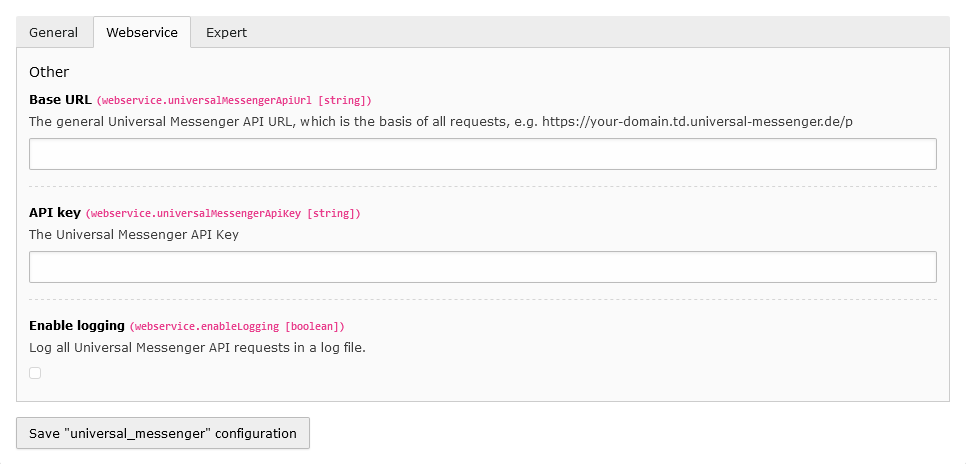 General Webservice Expert
Other
Base URL (webservice.universalMessengerApiUrl [string])
The general Universal Messenger API URL, which is the basis of all requests, e.g. https://your-domain.td.universal-messenger.de/p
API key (webservice.universalMessengerApiKey [string])
The Universal Messenger API Key
Enable logging (webservice.enableLogging [boolean])
Log all Universal Messenger API requests in a log file.
Save "universal_messenger" configuration